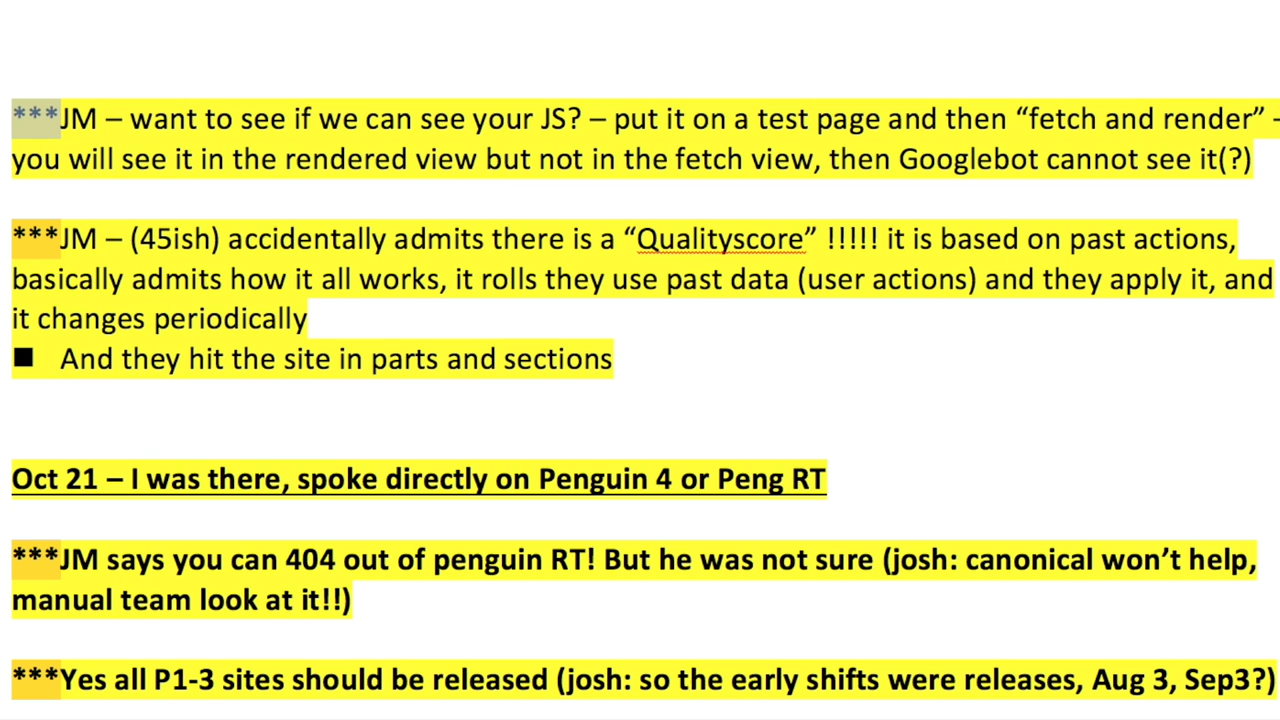 ***JM – want to see if we can see your JS? – put it on a test page and then “fetch and render” -
you will see it in the rendered view but not in the fetch view, then Googlebot cannot see it(?)
***JM – (45ish) accidentally admits there is a “Qualityscore” !!!!! it is based on past actions,
basically admits how it all works, it rolls they use past data (user actions) and they apply it, and
it changes periodically
■ And they hit the site in parts and sections
Oct 21 – I was there, spoke directly on Penguin 4 or Peng RT
***JM says you can 404 out of penguin RT! But he was not sure (josh: canonical won’t help,
manual team look at it!!)
***Yes all P1-3 sites should be released (josh: so the early shifts were releases, Aug 3, Sep3?)